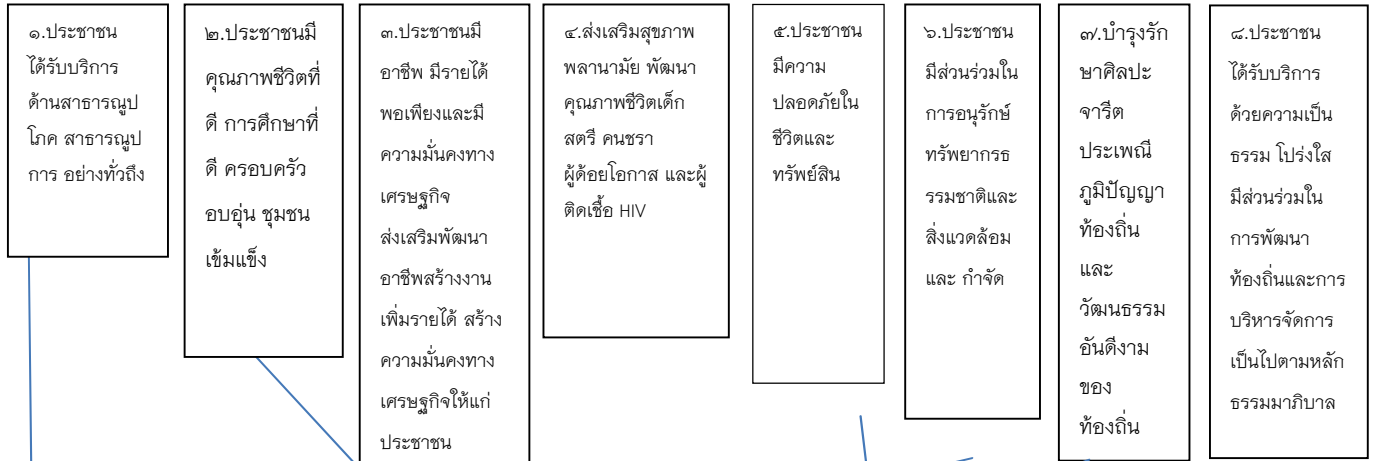 ๑.ประชาชน
ได้รับบริการ
ด้านสาธารณูป
โภค สาธารณูป
การ อย่างทั่วถึง
๒.ประชาชนมี
คุณภาพชีวิตที่
ดี การศึกษาที่
ดี ครอบครัว
อบอุ่น ชุมชน
เข้มแข็ง
๓.ประชาชนมี
อาชีพ มีรายได้
พอเพียงและมี
ความมั่นคงทาง
เศรษฐกิจ
ส่งเสริมพัฒนา
อาชีพสร้างงาน
เพิ่มรายได้ สร้าง
ความมั่นคงทาง
เศรษฐกิจให้แก่
ประชาชน
๔.ส่งเสริมสุขภาพ
พลานามัย พัฒนา
คุณภาพชีวิตเด็ก
สตรี คนชรา
ผู้ด้อยโอกาส และผู้
ติดเชื้อ HIV
๕.ประชาชน
มีความ
ปลอดภัยใน
ชีวิตและ
ทรัพย์สิน
๖.ประชาชน
มีส่วนร่วมใน
การอนุรักษ์
ทรัพยากรธ
รรมชาติและ
สิ่งแวดล้อม
และ กำจัด
๗.บำรุงรัก
ษาศิลปะ
จารีต
ประเพณี
ภูมิปัญญา
ท้องถิ่น
และ
วัฒนธรรม
อันดีงาม
ของ
ท้องถิ่น
๘.ประชาชน
ได้รับบริการ
ด้วยความเป็น
ธรรม โปร่งใส
มีส่วนร่วมใน
การพัฒนา
ท้องถิ่นและการ
บริหารจัดการ
เป็นไปตามหลัก
ธรรมมาภิบาล